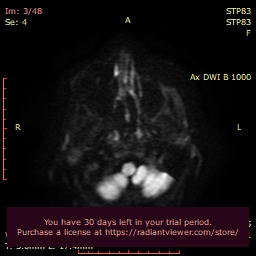 Im: 3/48
STP83
Se: 4
A
STP83
F
Ax DWI B 1000
R
L
You have 30 days left in your trial period.
Purchase a license at https://radiantviewer.com/store/